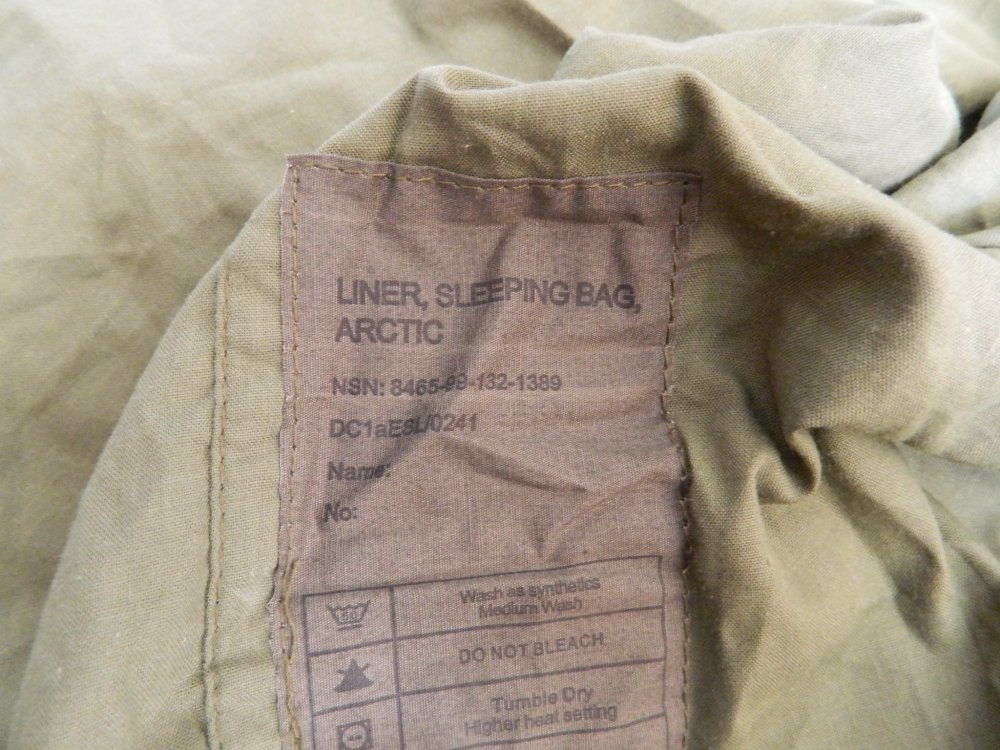 LINER, SLEEPING BAG,
ARCTIC
NSN: 8465-99-132-1389
DC1aESL/0241
Name:
No:
Wash as synthetics
Medium Wash
DO NOT BLEACH
Tumble Dry
Higher heat setting